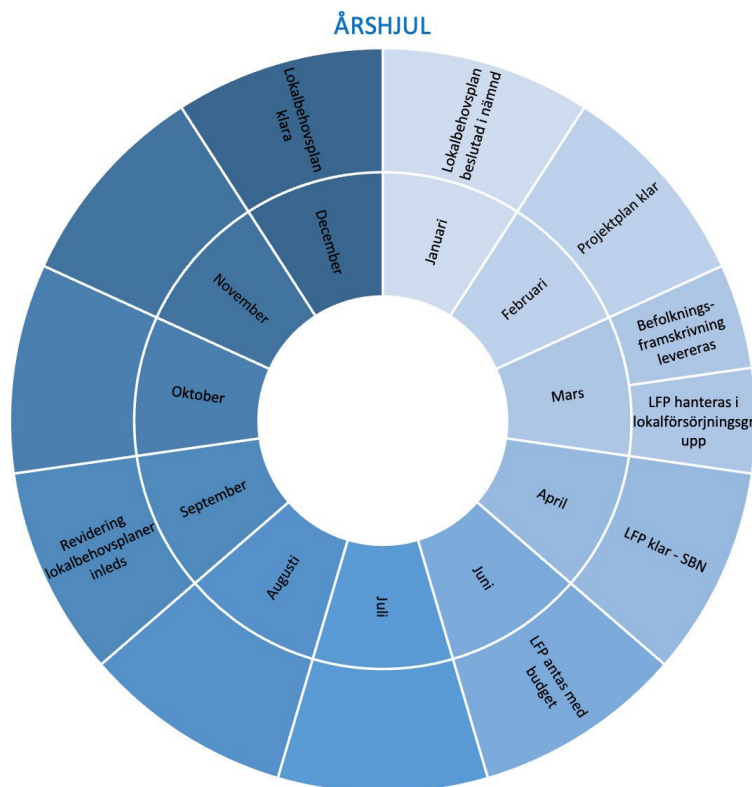 ÅRSHJUL
Lokalbehovsplan
beslutad i nämnd
Januari
Projektplan klar
Februari
Befolknings-
framskrivning
levereras
LFP hanteras i
lokalförsörjningsgr
upp
Mars
LFP klar - SBN
April
LFP antas med
budget
Juni
Juli
Augusti
Revidering
lokalbehovsplaner
inleds
September
Oktober
November
Lokalbehovsplan
klara
December